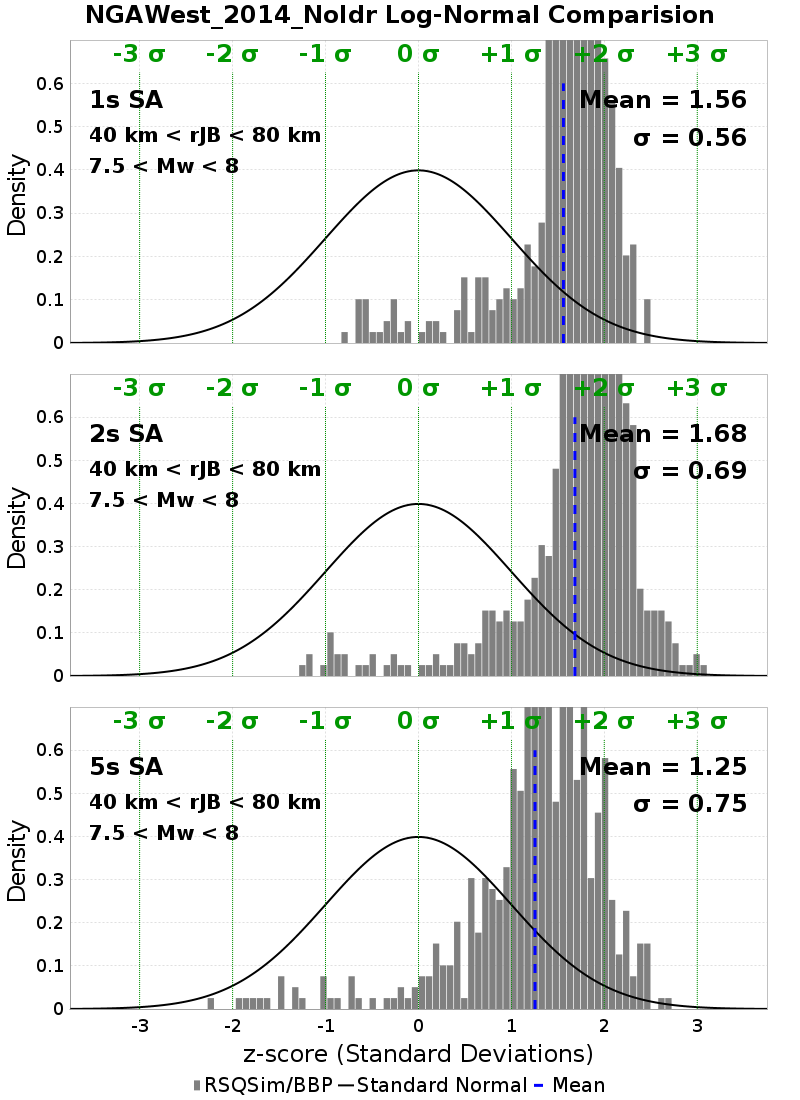 NGAWest_2014_NoIdr Log-Normal Comparision
-3 σ -2 σ -1 σ 0 σ +1 σ +2 σ +3 σ
1s SA
Mean = 1.56
40 km < rJB < 80 km
σ = 0.56
7.5 < Mw < 8
Density
0.6
0.5
0.4
0.3
0.2
0.1
0
-3 σ -2 σ -1 σ 0 σ +1 σ +2 σ +3 σ
2s SA
Mean = 1.68
40 km < rJB < 80 km
σ = 0.69
7.5 < Mw < 8
Density
0.6
0.5
0.4
0.3
0.2
0.1
0
-3 σ -2 σ -1 σ 0 σ +1 σ +2 σ +3 σ
5s SA
Mean = 1.25
40 km < rJB < 80 km
σ = 0.75
7.5 < Mw < 8
Density
0.6
0.5
0.4
0.3
0.2
0.1
0
-3 -2 -1 0 1 2 3
z-score (Standard Deviations)
RSQSim/BBP Standard Normal Mean